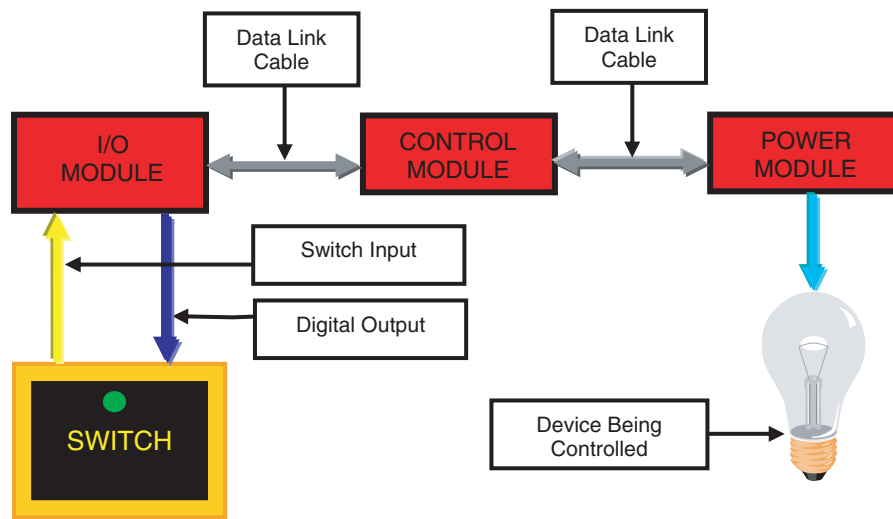 Data Link
Cable
Data Link
Cable
I/O
MODULE
CONTROL
MODULE
POWER
MODULE
Switch Input
Digital Output
SWITCH
Device Being
Controlled